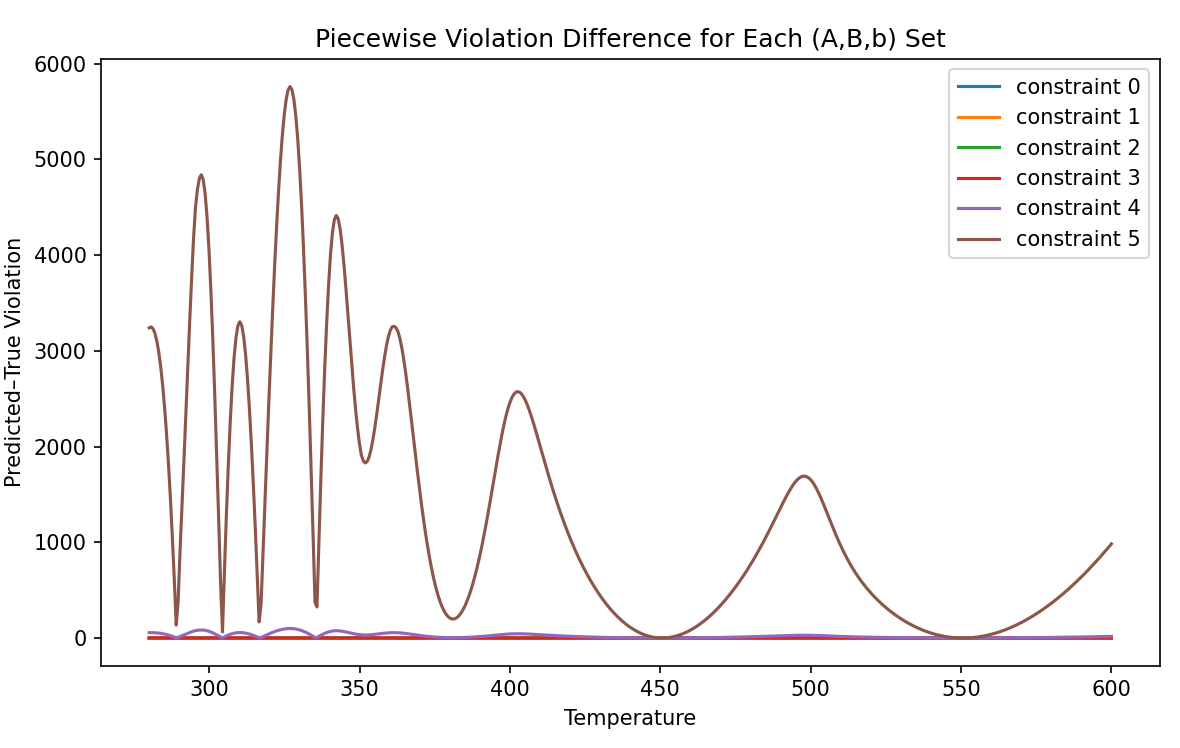 Piecewise Violation Difference for Each (A,B,b) Set
6000
5000
4000
3000
2000
1000
0
Predicted–True Violation
constraint 0
constraint 1
constraint 2
constraint 3
constraint 4
constraint 5
300
350
400
450
500
550
600
Temperature